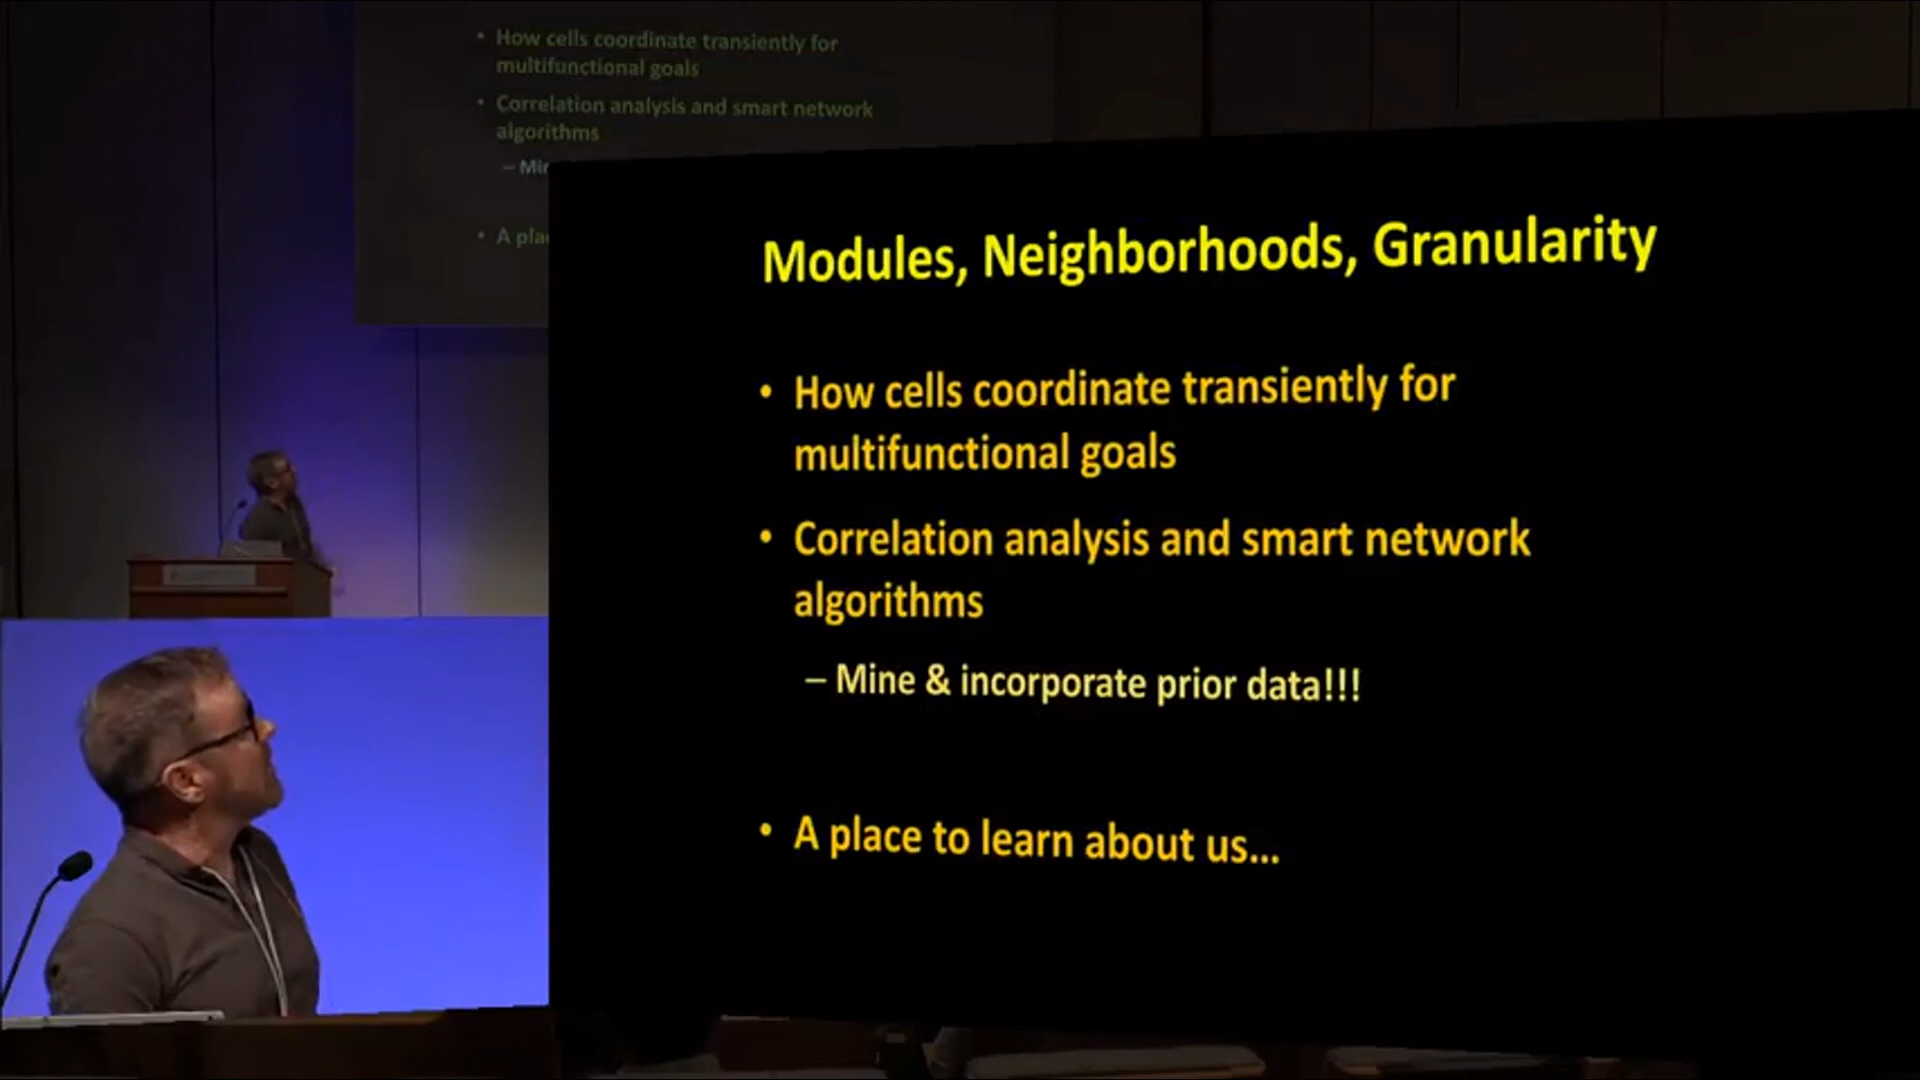 How cells coordinate transiently for
multifunctional goals
Correlation analysis and smart network
algorithms
– 
A
Modules, Neighborhoods, Granularity
• How cells coordinate transiently for
multifunctional goals
• Correlation analysis and smart network
algorithms
– Mine & incorporate prior data!!!
• A place to learn about us...